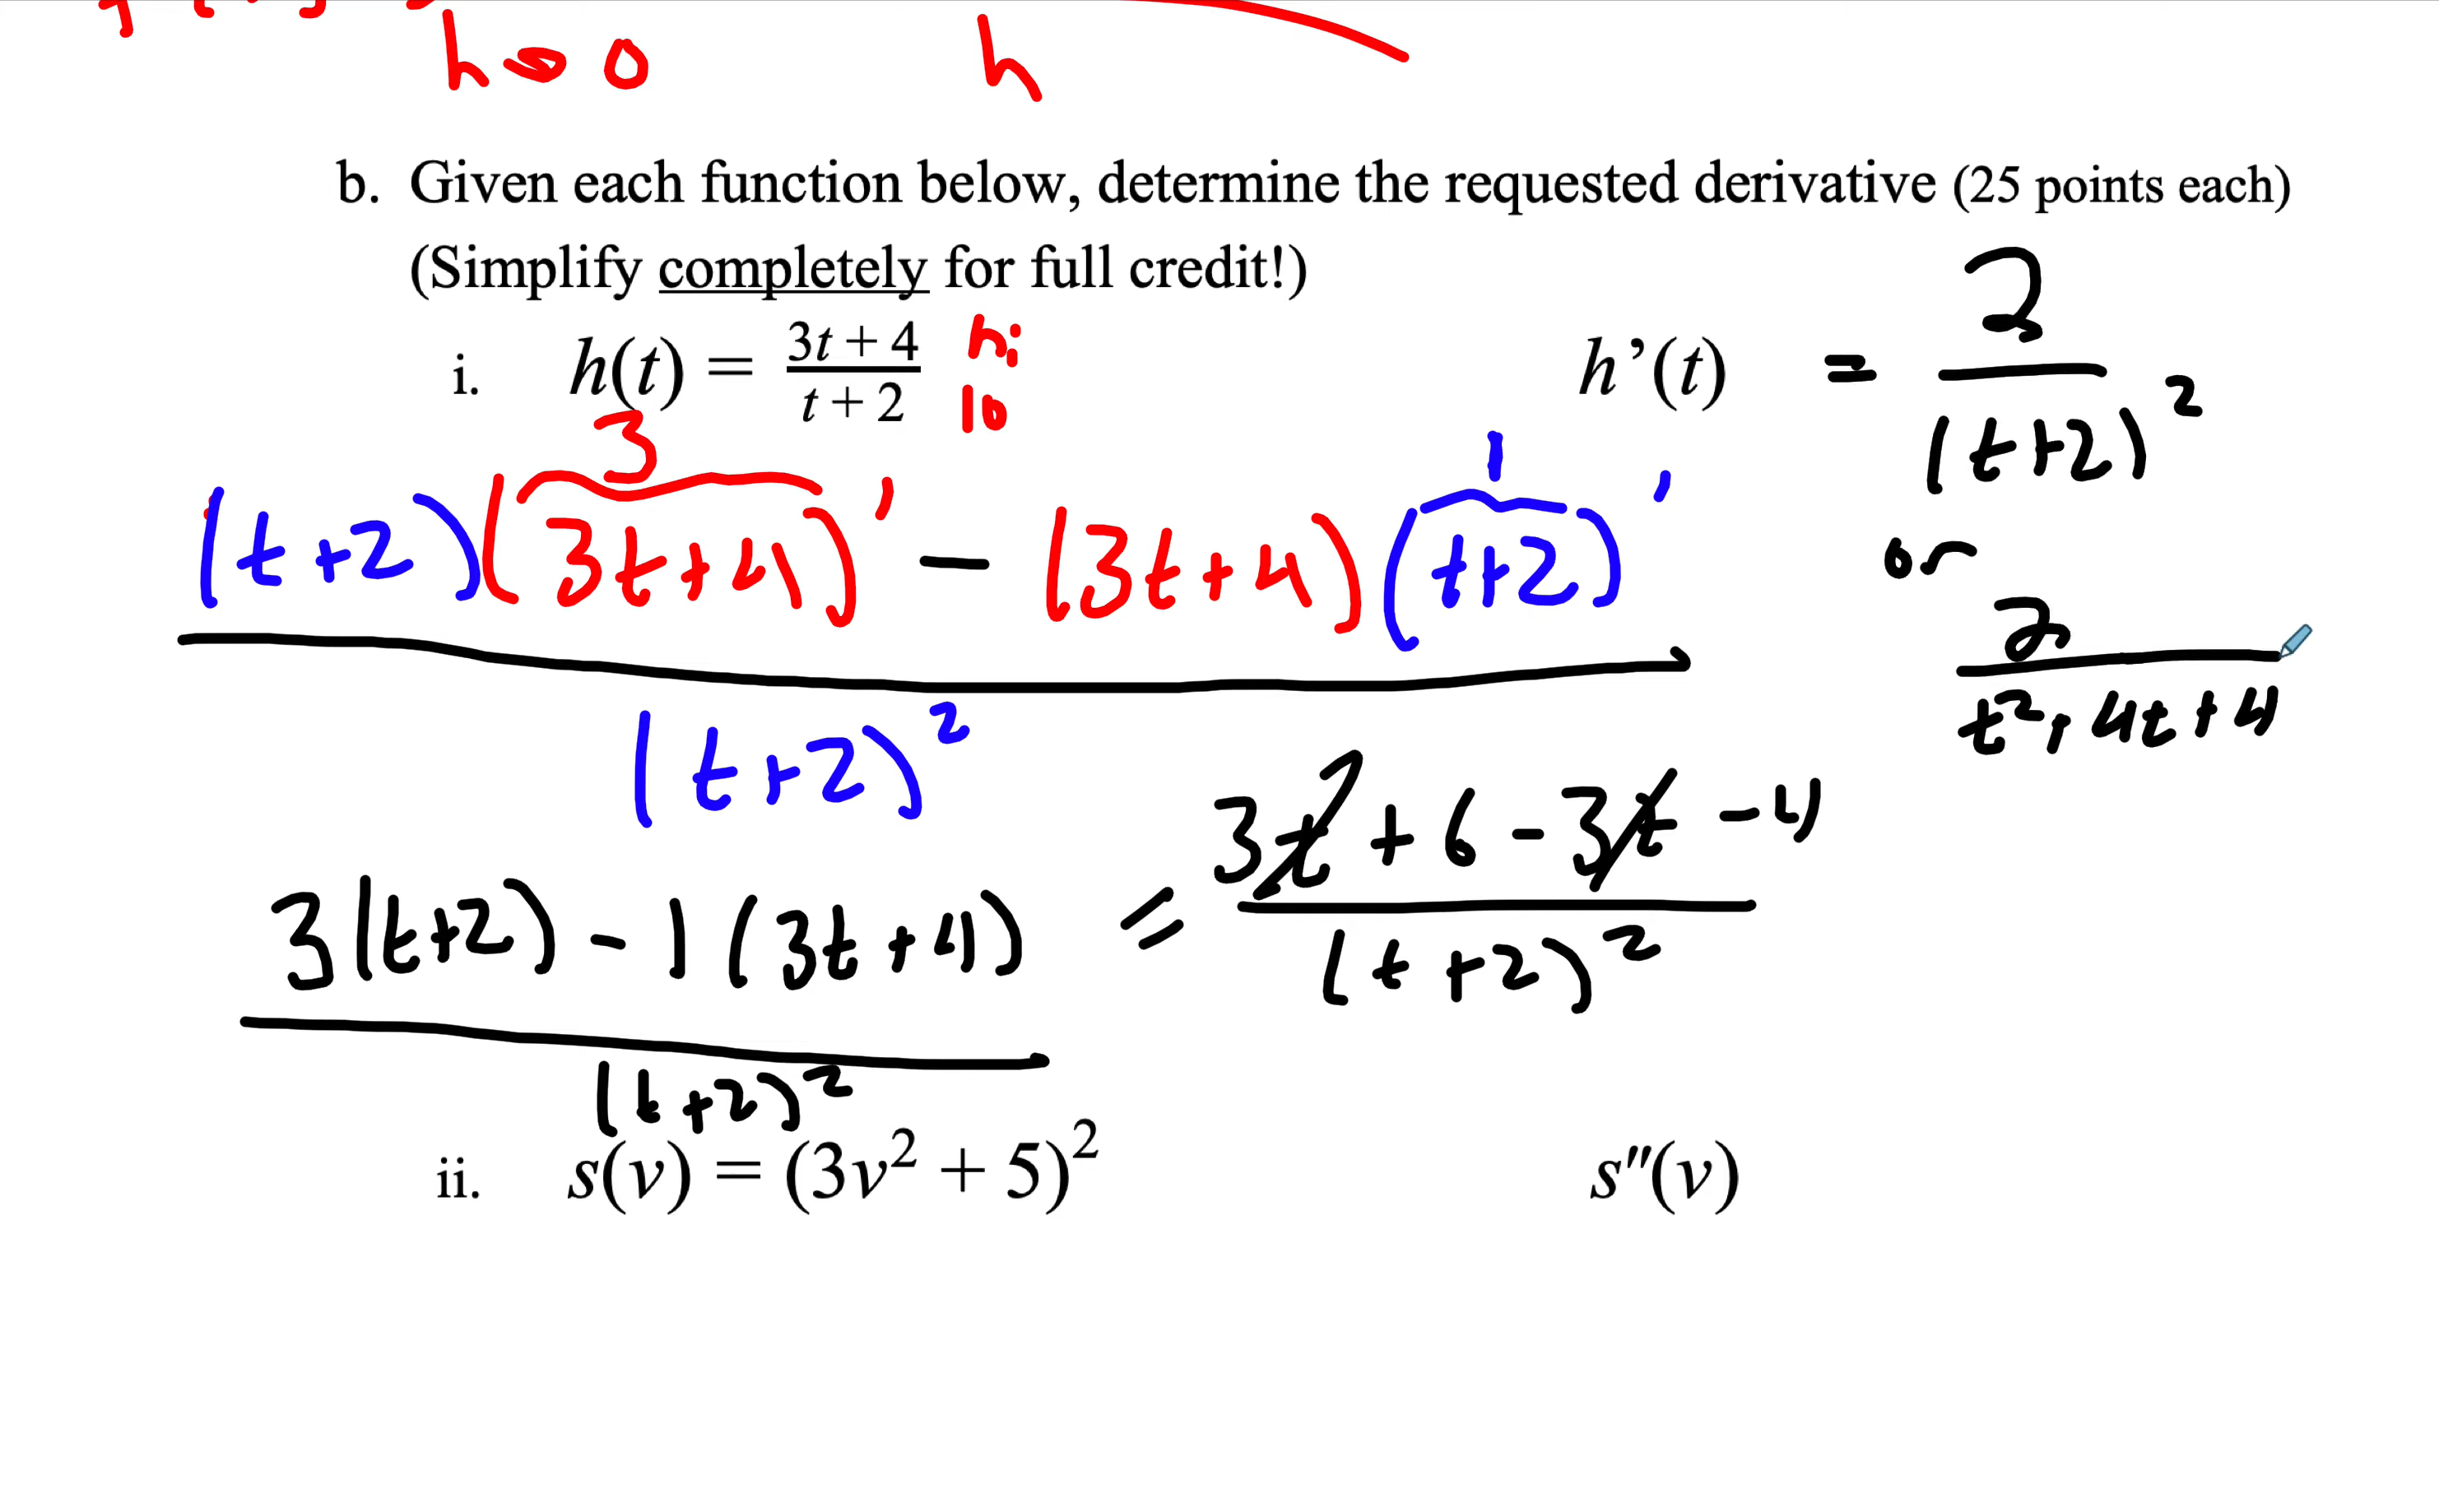 h→0 h
b. Given each function below, determine the requested derivative (25 points each)
(Simplify completely for full credit!)
i. h(t) = (3t + 4)/(t + 2) hi lo h’(t) = 2/(t+2)²
3 1
(t+2)(3t+4)' — (3t+4)(t+2)'
(t+2)²
or
2/(t²+4t+4)
3(t+2) - 1(3t+4) = 3t + 6 - 3t - 4
(t+2)² (t+2)²
ii. s(v) = (3v² + 5)² s″(v)